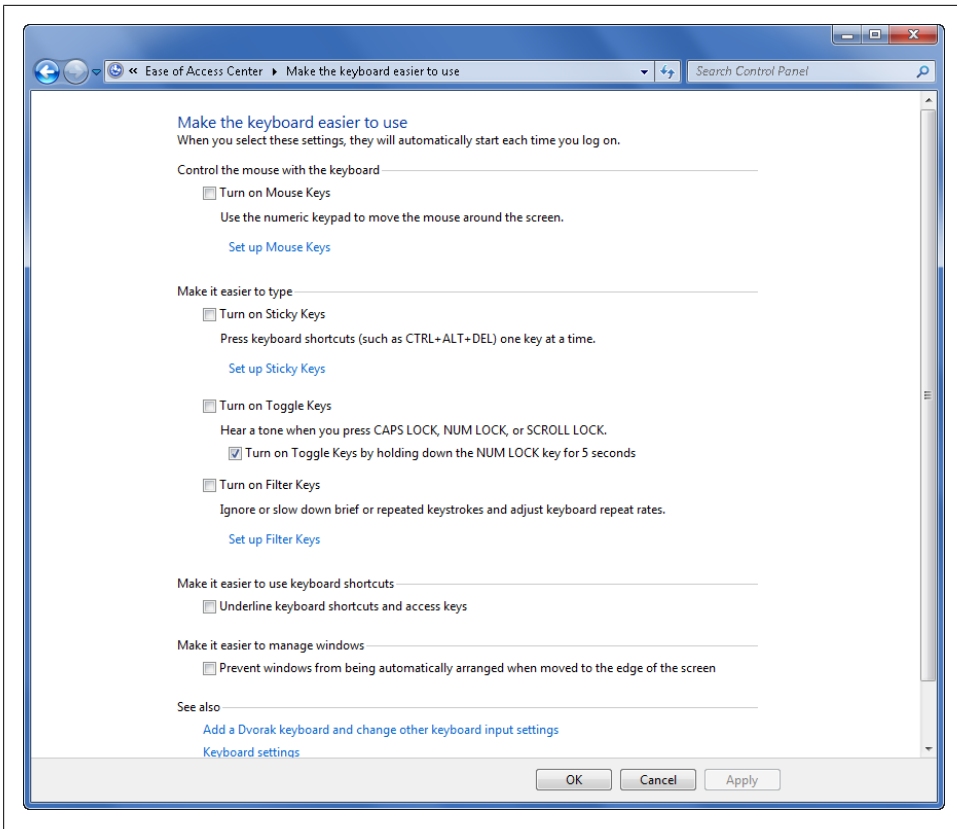 « Ease of Access Center ▸ Make the keyboard easier to use
Search Control Panel
Make the keyboard easier to use
When you select these settings, they will automatically start each time you log on.
Control the mouse with the keyboard
Turn on Mouse Keys
Use the numeric keypad to move the mouse around the screen.
Set up Mouse Keys
Make it easier to type
Turn on Sticky Keys
Press keyboard shortcuts (such as CTRL+ALT+DEL) one key at a time.
Set up Sticky Keys
Turn on Toggle Keys
Hear a tone when you press CAPS LOCK, NUM LOCK, or SCROLL LOCK.
Turn on Toggle Keys by holding down the NUM LOCK key for 5 seconds
Turn on Filter Keys
Ignore or slow down brief or repeated keystrokes and adjust keyboard repeat rates.
Set up Filter Keys
Make it easier to use keyboard shortcuts
Underline keyboard shortcuts and access keys
Make it easier to manage windows
Prevent windows from being automatically arranged when moved to the edge of the screen
See also
Add a Dvorak keyboard and change other keyboard input settings
Keyboard settings
OK Cancel Apply